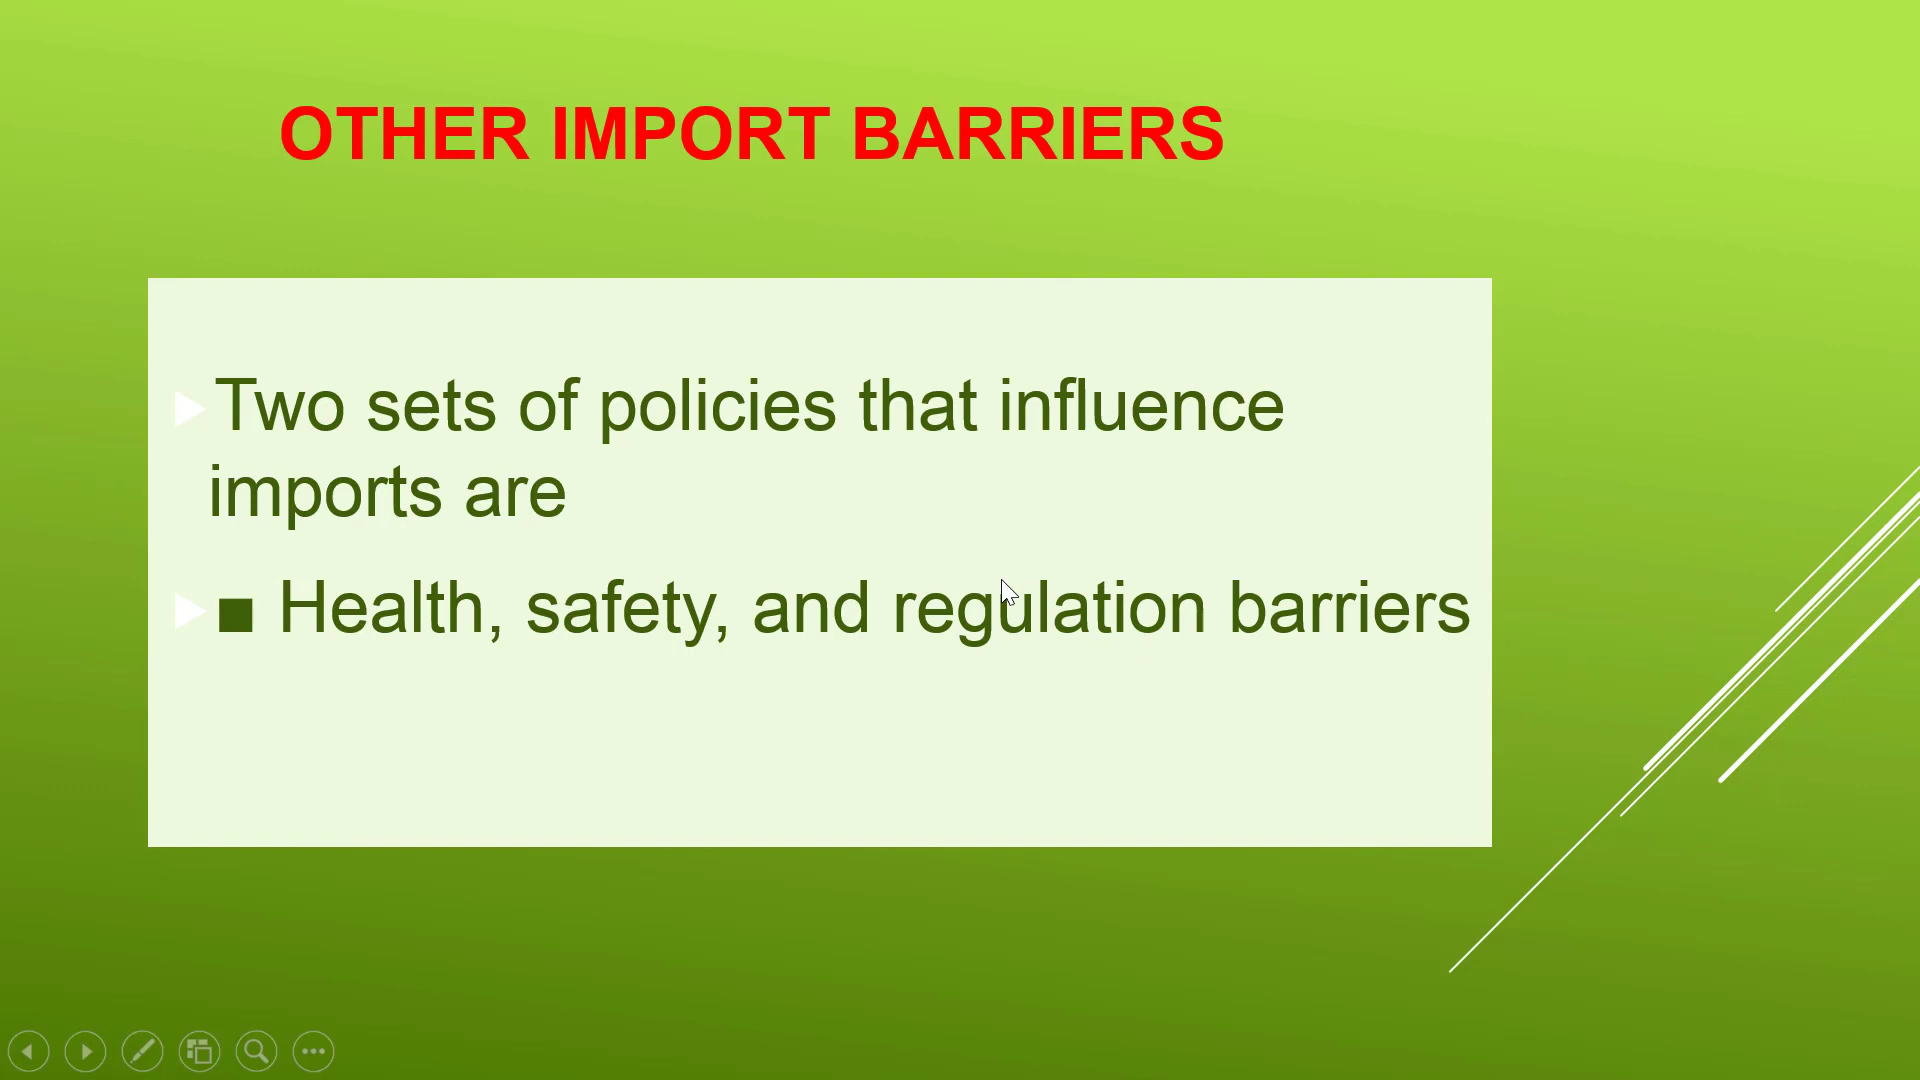 OTHER IMPORT BARRIERS
Two sets of policies that influence
imports are
■ Health, safety, and regulation barriers